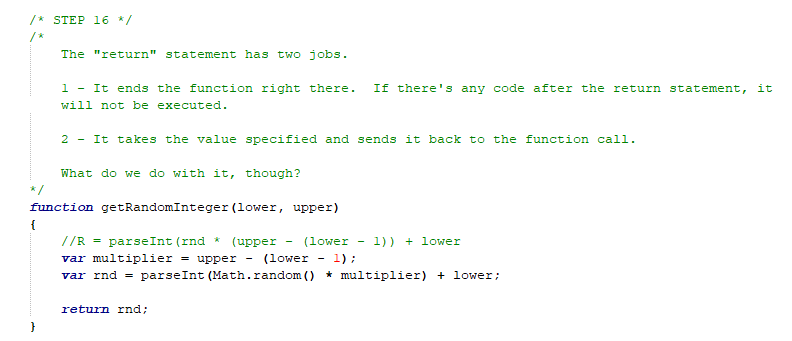 /* STEP 16 */
/*
The "return" statement has two jobs.
1 - It ends the function right there.  If there's any code after the return statement, it
will not be executed.
2 - It takes the value specified and sends it back to the function call.
What do we do with it, though?
*/
function getRandomInteger(lower, upper)
{
//R = parseInt(rnd * (upper - (lower - 1)) + lower
var multiplier = upper - (lower - 1);
var rnd = parseInt(Math.random() * multiplier) + lower;
return rnd;
}